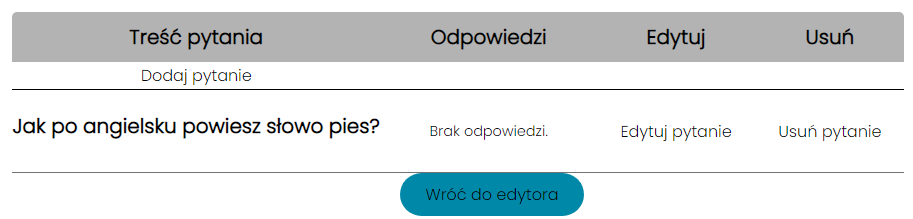 Treść pytania Odpowiedzi Edytuj Usuń
Dodaj pytanie
Jak po angielsku powiesz słowo pies? Brak odpowiedzi. Edytuj pytanie Usuń pytanie
Wróć do edytora